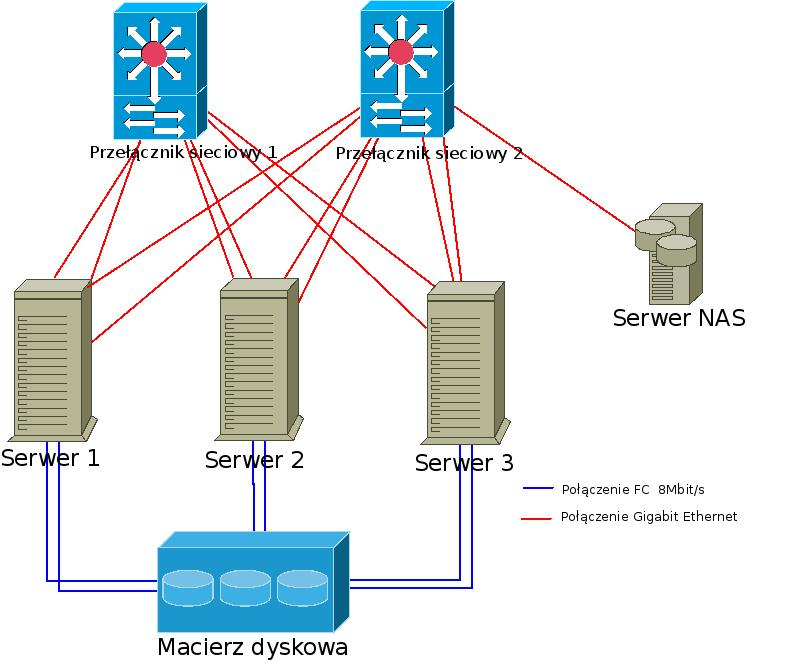 Przełącznik sieciowy 1
Przełącznik sieciowy 2
Serwer NAS
Serwer 1
Serwer 2
Serwer 3
Połączenie FC 8Mbit/s
Połączenie Gigabit Ethernet
Macierz dyskowa